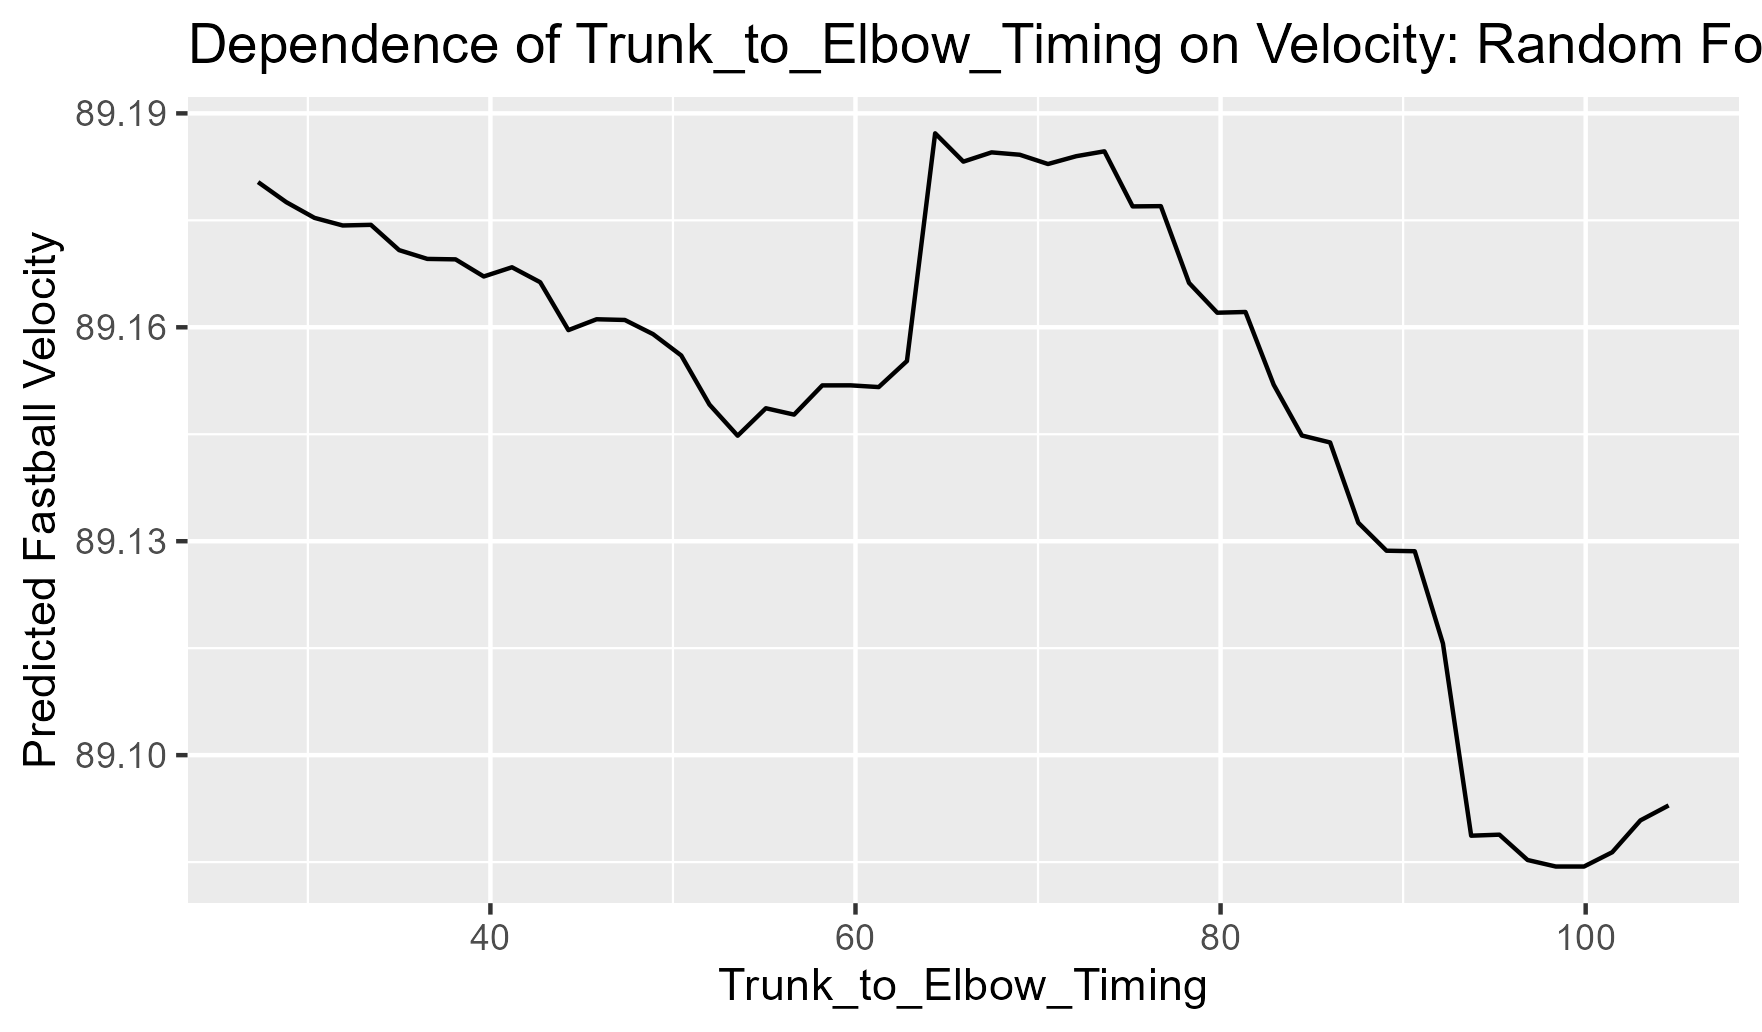 Dependence of Trunk_to_Elbow_Timing on Velocity: Random Fo
89.19
89.16
89.13
89.10
Predicted Fastball Velocity
40
60
80
100
Trunk_to_Elbow_Timing